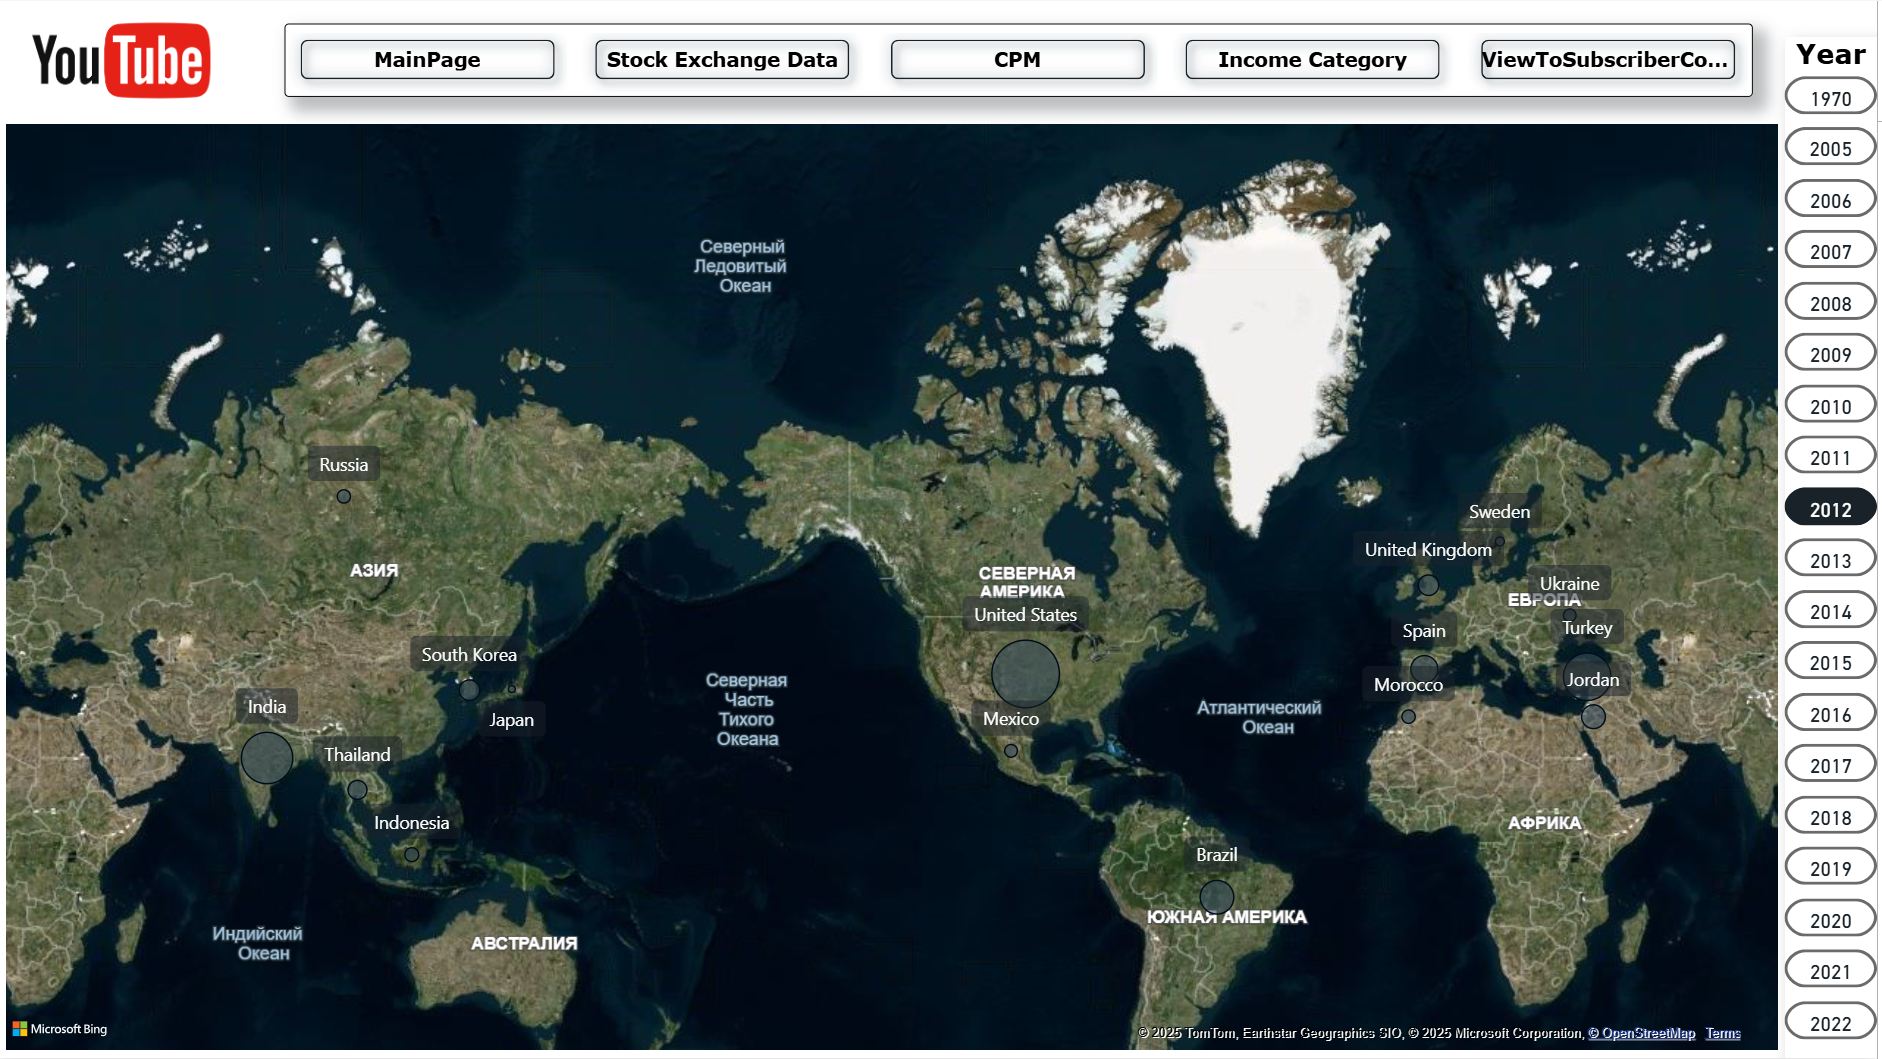 YouTube
MainPage
Stock Exchange Data
CPM
Income Category
ViewToSubscriberCo...
Year
1970
2005
2006
2007
2008
2009
2010
2011
2012
2013
2014
2015
2016
2017
2018
2019
2020
2021
2022
Северный
Ледовитый
Океан
Russia
АЗИЯ
South Korea
India
Japan
Thailand
Indonesia
Индийский
Океан
АВСТРАЛИЯ
Северная
Часть
Тихого
Океана
СЕВЕРНАЯ
АМЕРИКА
United States
Mexico
Атлантический
Океан
Brazil
ЮЖНАЯ АМЕРИКА
Sweden
United Kingdom
Ukraine
ЕВРОПА
Spain
Turkey
Jordan
Morocco
АФРИКА
Microsoft Bing
© 2025 TomTom, Earthstar Geographics SIO, © 2025 Microsoft Corporation, © OpenStreetMap Terms